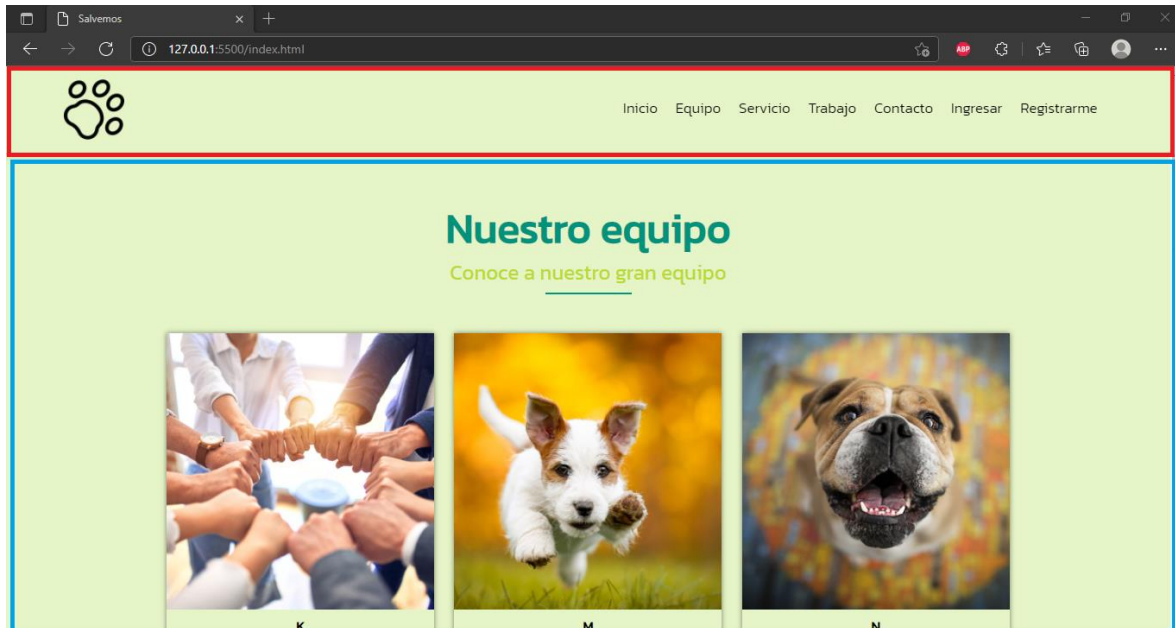 Salvemos
127.0.0.1:5500/index.html
ABP
Inicio Equipo Servicio Trabajo Contacto Ingresar Registrarme
Nuestro equipo
Conoce a nuestro gran equipo
K M N